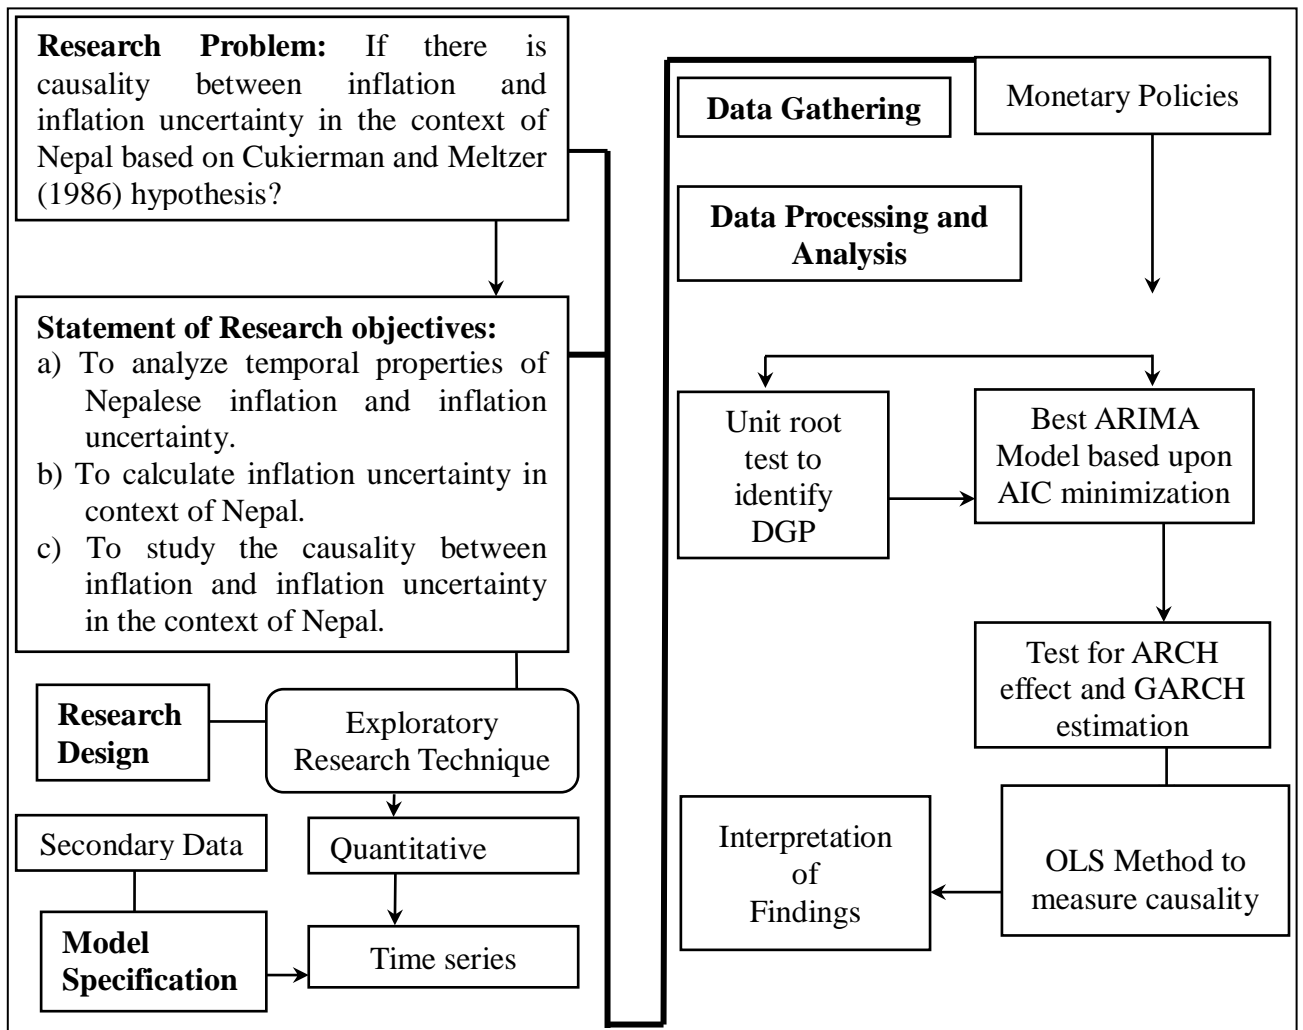 Research Problem: If there is
causality between inflation and
inflation uncertainty in the context of
Nepal based on Cukierman and Meltzer
(1986) hypothesis?
Statement of Research objectives:
a) To analyze temporal properties of
Nepalese inflation and inflation
uncertainty.
b) To calculate inflation uncertainty in
context of Nepal.
c) To study the causality between
inflation and inflation uncertainty
in the context of Nepal.
Research
Design
Exploratory
Research Technique
Secondary Data
Quantitative
Model
Specification
Time series
Data Gathering
Monetary Policies
Data Processing and
Analysis
Unit root
test to
identify
DGP
Best ARIMA
Model based upon
AIC minimization
Test for ARCH
effect and GARCH
estimation
OLS Method to
measure causality
Interpretation
of
Findings